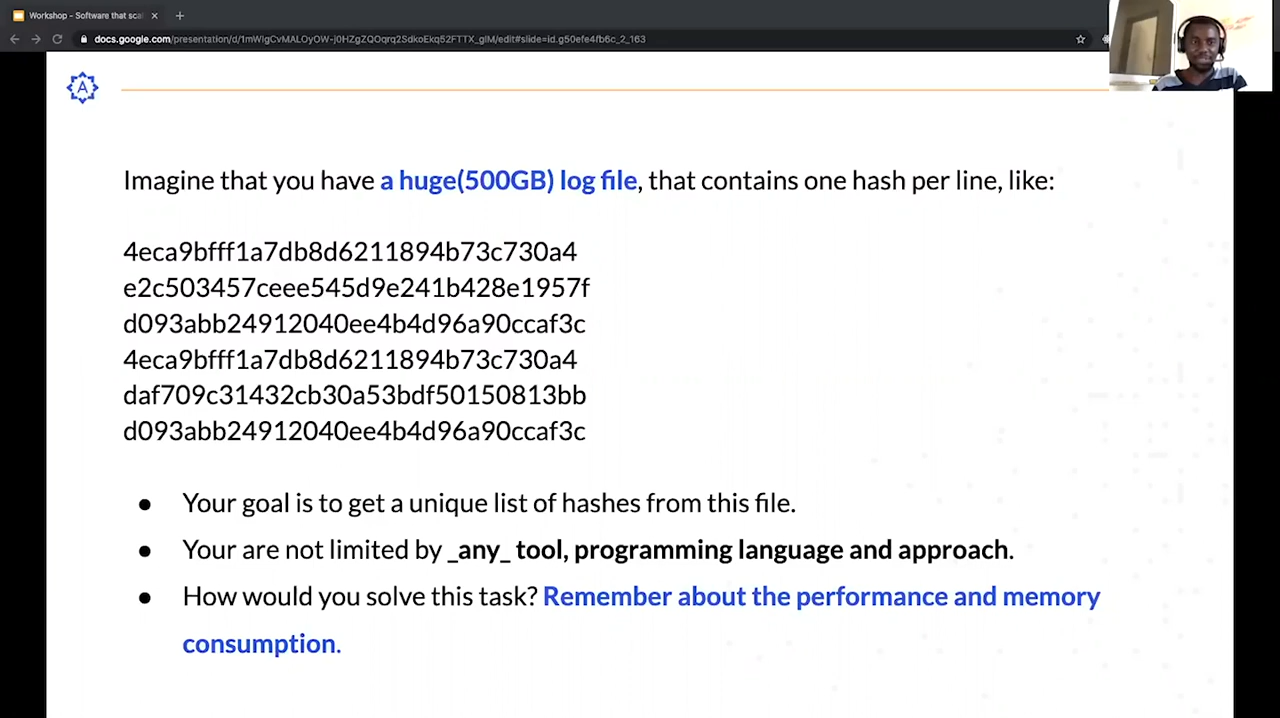 Workshop - Software that scal
docs.google.com/presentation/d/1mWIgCvMALOyOW-j0HZgZQOqrq2SdkoEkq52FTTX_glM/edit#slide=id.g50efe4fb6c_2_163
A
Imagine that you have a huge(500GB) log file, that contains one hash per line, like:
4eca9bfff1a7db8d6211894b73c730a4
e2c503457ceee545d9e241b428e1957f
d093abb24912040ee4b4d96a90ccaf3c
4eca9bfff1a7db8d6211894b73c730a4
daf709c31432cb30a53bdf50150813bb
d093abb24912040ee4b4d96a90ccaf3c
● Your goal is to get a unique list of hashes from this file.
● Your are not limited by _any_ tool, programming language and approach.
● How would you solve this task? Remember about the performance and memory
consumption.